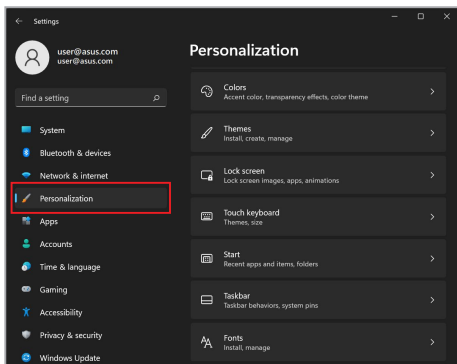 Settings
user@asus.com
user@asus.com
Find a setting
System
Bluetooth & devices
Network & internet
Personalization
Apps
Accounts
Time & language
Gaming
Accessibility
Privacy & security
Windows Update
Personalization
Colors
Accent color, transparency effects, color theme
Themes
Install, create, manage
Lock screen
Lock screen images, apps, animations
Touch keyboard
Themes, size
Start
Recent apps and items, folders
Taskbar
Taskbar behaviors, system pins
Fonts
Install, manage